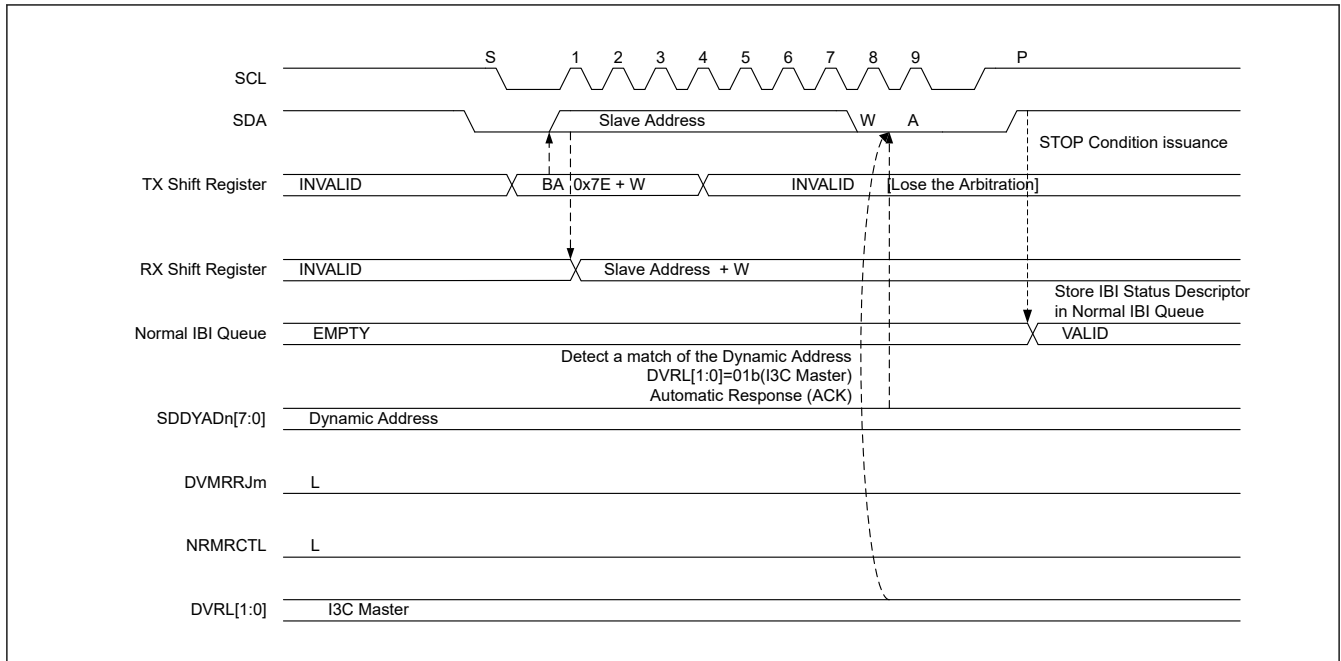 S 1 2 3 4 5 6 7 8 9 P
SCL
SDA Slave Address W A
STOP Condition issuance
TX Shift Register INVALID BA 0x7E + W INVALID [Lose the Arbitration]
RX Shift Register INVALID Slave Address + W
Store IBI Status Descriptor
in Normal IBI Queue
Normal IBI Queue EMPTY VALID
Detect a match of the Dynamic Address
DVRL[1:0]=01b(I3C Master)
Automatic Response (ACK)
SDDYADn[7:0] Dynamic Address
DVMRRJm L
NRMRCTL L
DVRL[1:0] I3C Master